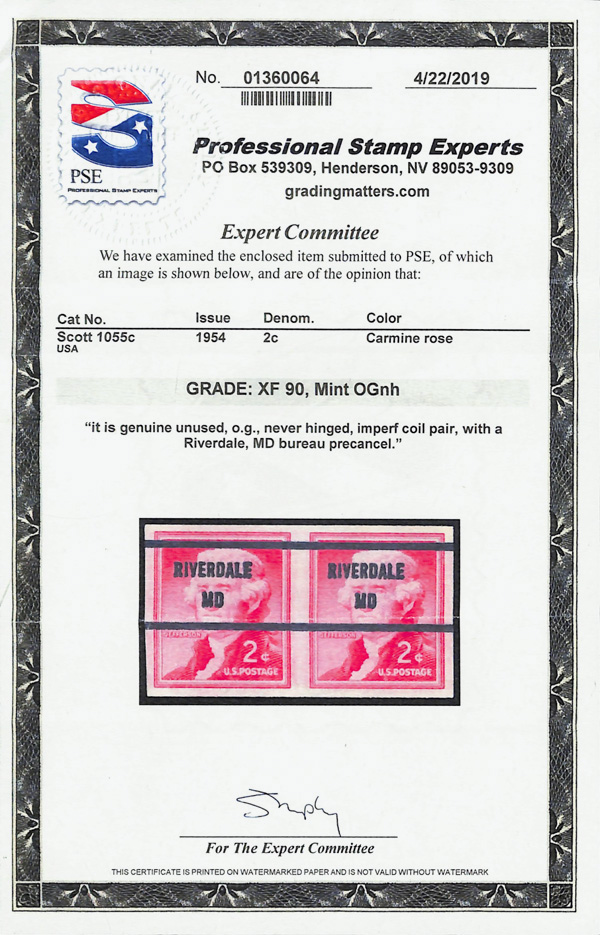 No. 01360064 4/22/2019
PSE
PROFESSIONAL STAMP EXPERTS
Professional Stamp Experts
PO Box 539309, Henderson, NV 89053-9309
gradingmatters.com
Expert Committee
We have examined the enclosed item submitted to PSE, of which
an image is shown below, and are of the opinion that:
Cat No. Issue Denom. Color
Scott 1055c 1954 2c Carmine rose
USA
GRADE: XF 90, Mint OGnh
“it is genuine unused, o.g., never hinged, imperf coil pair, with a
Riverdale, MD bureau precancel.”
RIVERDALE RIVERDALE
MD MD
JEFFERSON JEFFERSON
2¢ 2¢
U.S. POSTAGE U.S. POSTAGE
For The Expert Committee
THIS CERTIFICATE IS PRINTED ON WATERMARKED PAPER AND IS NOT VALID WITHOUT WATERMARK